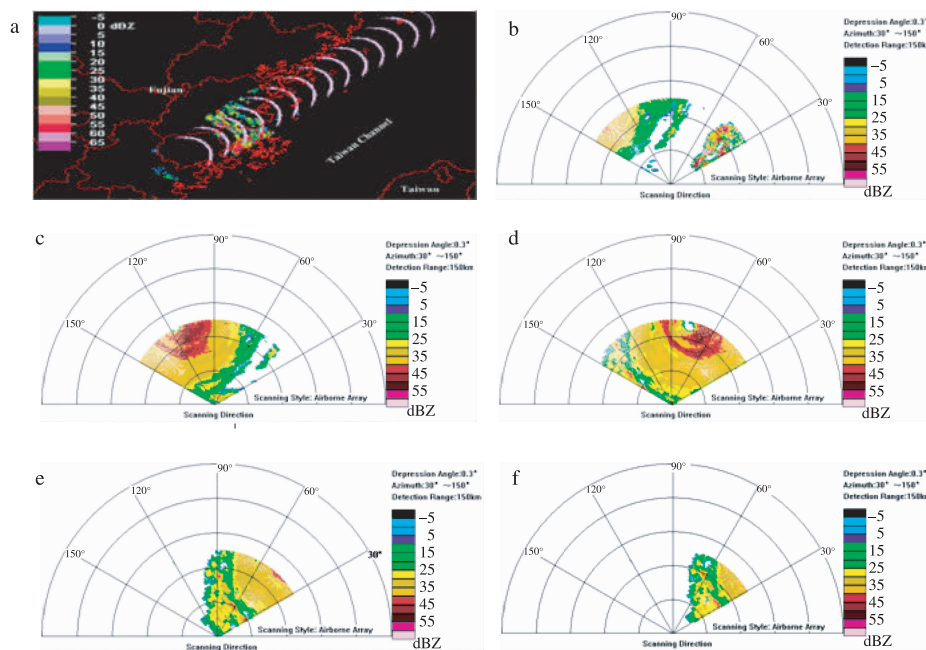 a
-5
dBZ
0
5
10
15
20
25
30
35
40
45
50
55
60
65
Fujian
Taiwan Channel
Taiwan
b
90°
120°
60°
150°
30°
Depression Angle:0.3°
Azimuth:30° ~150°
Detection Range:150km
–5
5
15
25
35
45
55
dBZ
Scanning Style: Airborne Array
Scanning Direction
c
90°
120°
60°
150°
30°
Depression Angle:0.3°
Azimuth:30° ~150°
Detection Range:150km
–5
5
15
25
35
45
55
dBZ
Scanning Style: Airborne Array
Scanning Direction
d
90°
120°
60°
150°
30°
Depression Angle:0.3°
Azimuth:30° ~150°
Detection Range:150km
–5
5
15
25
35
45
55
dBZ
Scanning Style: Airborne Array
Scanning Direction
e
90°
120°
60°
150°
30°
Depression Angle:0.3°
Azimuth:30° ~150°
Detection Range:150km
–5
5
15
25
35
45
55
dBZ
Scanning Style: Airborne Array
Scanning Direction
f
90°
120°
60°
150°
30°
Depression Angle:0.3°
Azimuth:30° ~150°
Detection Range:150km
–5
5
15
25
35
45
55
dBZ
Scanning Style: Airborne Array
Scanning Direction